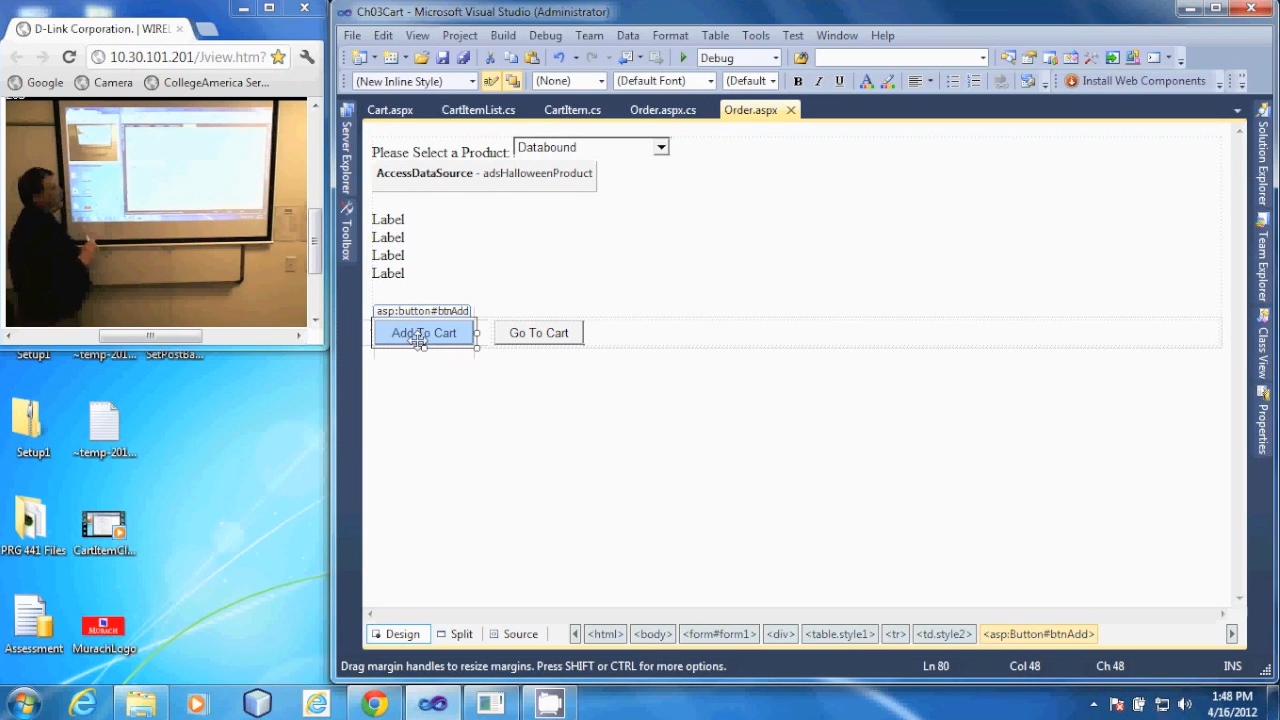 D-Link Corporation. | WIREL
10.30.101.201/Jview.htm?
Google Camera CollegeAmerica Ser...
Ch03Cart - Microsoft Visual Studio (Administrator)
File Edit View Project Build Debug Team Data Format Table Tools Test Window Help
Debug
(New Inline Style) (None) (Default Font) (Default B I U A Install Web Components
Cart.aspx CartItemList.cs CartItem.cs Order.aspx.cs Order.aspx
Server Explorer
Toolbox
Please Select a Product: Databound
AccessDataSource - adsHalloweenProduct
Label
Label
Label
Label
asp:button#btnAdd
Add To Cart Go To Cart
Solution Explorer
Team Explorer
Class View
Properties
Design Split Source <html> <body> <form#form1> <div> <table.style1> <tr> <td.style2> <asp:Button#btnAdd>
Drag margin handles to resize margins. Press SHIFT or CTRL for more options. Ln 80 Col 48 Ch 48 INS
Setup1 ~temp-201... SetPostBa...
Setup1 ~temp-201...
PRG 441 Files CartItemCl...
MURACH
Assessment MurachLogo
1:48 PM
4/16/2012